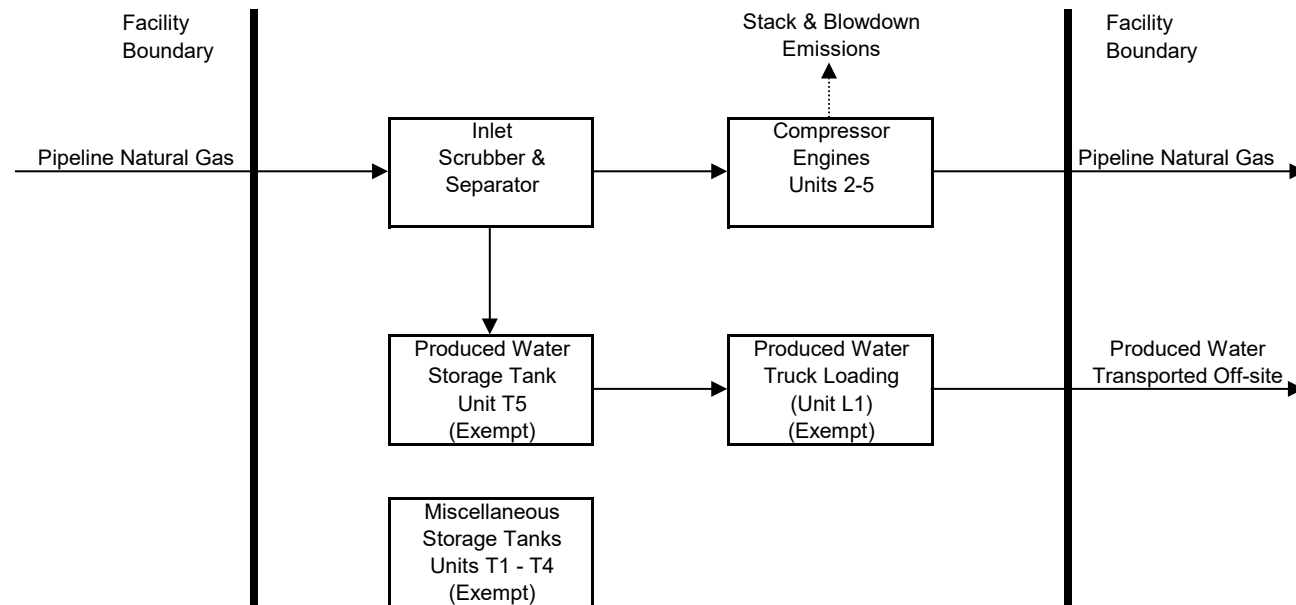 Facility
Boundary
Stack & Blowdown
Emissions
Facility
Boundary
Pipeline Natural Gas
Inlet
Scrubber &
Separator
Compressor
Engines
Units 2-5
Pipeline Natural Gas
Produced Water
Storage Tank
Unit T5
(Exempt)
Produced Water
Truck Loading
(Unit L1)
(Exempt)
Produced Water
Transported Off-site
Miscellaneous
Storage Tanks
Units T1 - T4
(Exempt)